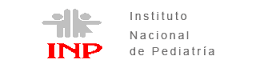 INP
Instituto
Nacional
de Pediatría